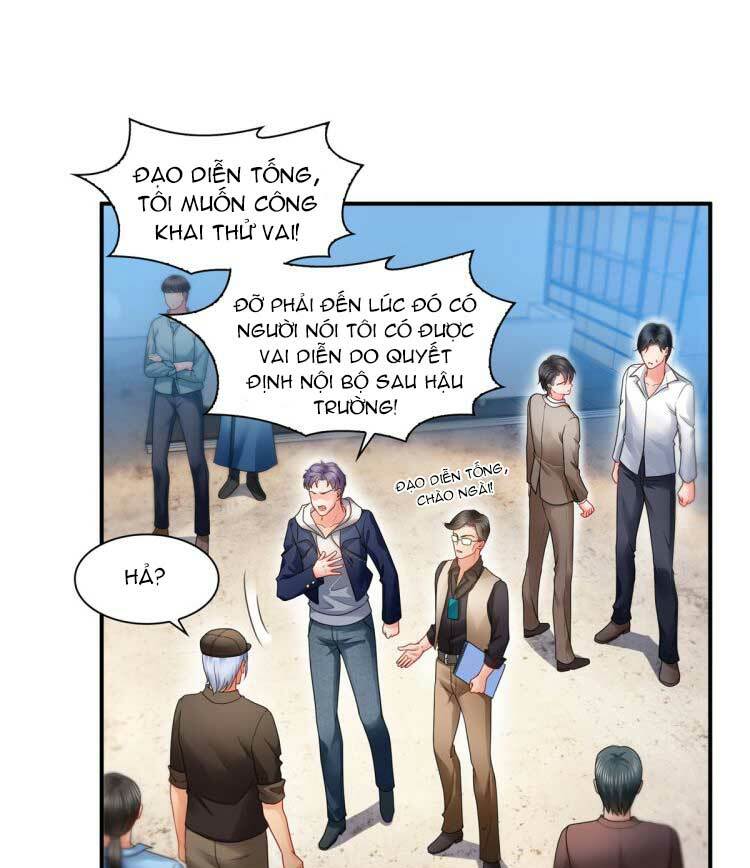 ĐẠO DIỄN TỐNG,
TÔI MUỐN CÔNG
KHAI THỬ VAI!
ĐỠ PHẢI ĐẾN LÚC ĐÓ CÓ
NGƯỜI NÓI TÔI CÓ ĐƯỢC
VAI DIỄN DO QUYẾT
ĐỊNH NỘI BỘ SAU HẬU
TRƯỜNG!
ĐẠO DIỄN TỐNG,
CHÀO NGÀI!
HẢ?